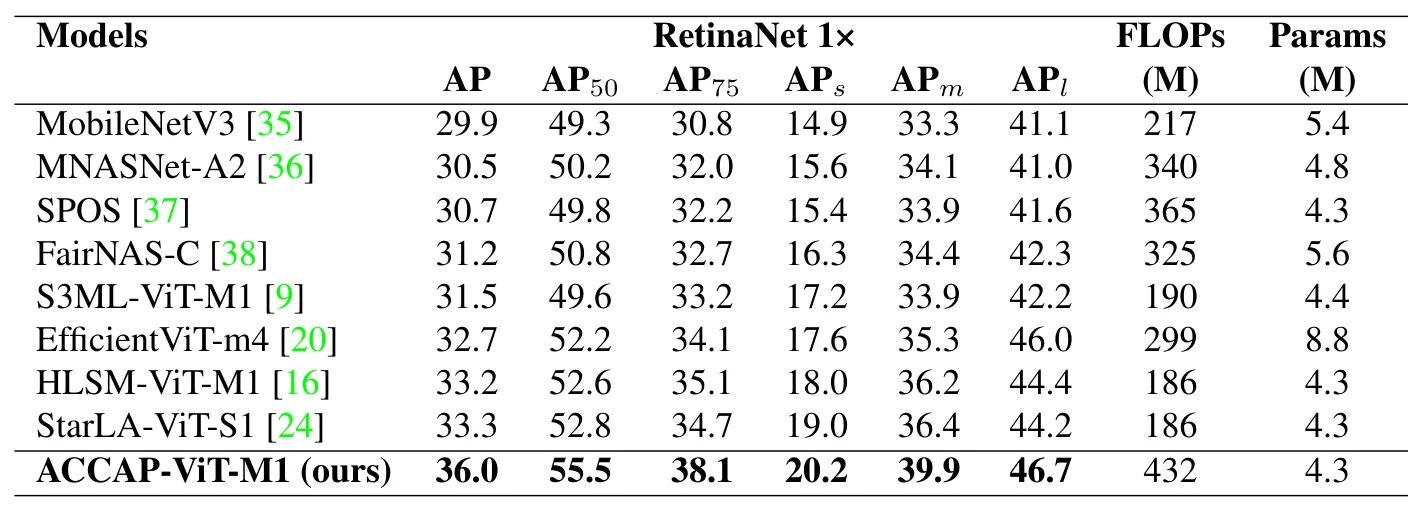 Models RetinaNet 1× FLOPs Params
AP AP50 AP75 APs APm APl (M) (M)
MobileNetV3 [35] 29.9 49.3 30.8 14.9 33.3 41.1 217 5.4
MNASNet-A2 [36] 30.5 50.2 32.0 15.6 34.1 41.0 340 4.8
SPOS [37] 30.7 49.8 32.2 15.4 33.9 41.6 365 4.3
FairNAS-C [38] 31.2 50.8 32.7 16.3 34.4 42.3 325 5.6
S3ML-ViT-M1 [9] 31.5 49.6 33.2 17.2 33.9 42.2 190 4.4
EfficientViT-m4 [20] 32.7 52.2 34.1 17.6 35.3 46.0 299 8.8
HLSM-ViT-M1 [16] 33.2 52.6 35.1 18.0 36.2 44.4 186 4.3
StarLA-ViT-S1 [24] 33.3 52.8 34.7 19.0 36.4 44.2 186 4.3
ACCAP-ViT-M1 (ours) 36.0 55.5 38.1 20.2 39.9 46.7 432 4.3